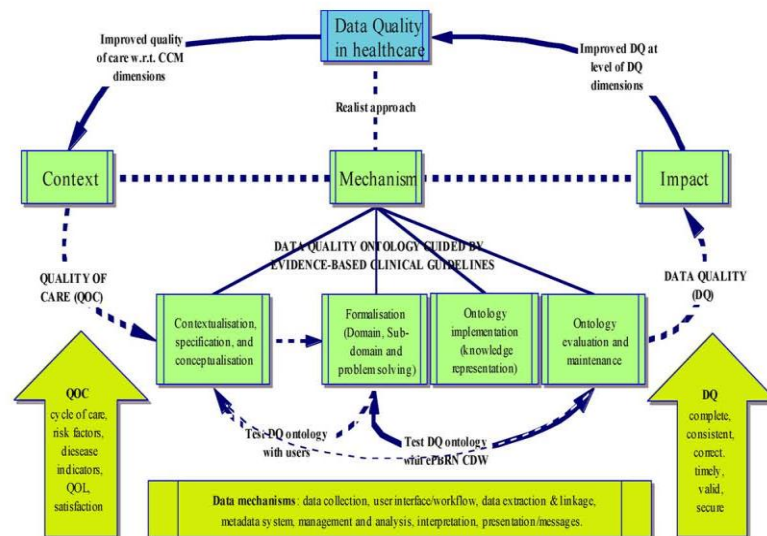 Data Quality
in healthcare
Improved quality
of care w.r.t. CCM
dimensions
Improved DQ at
level of DQ
dimensions
Realist approach
Context
Mechanism
Impact
DATA QUALITY ONTOLOGY GUIDED BY
EVIDENCE-BASED CLINICAL GUIDELINES
QUALITY OF
CARE (QOC)
DATA QUALITY
(DQ)
Contextualisation,
specification, and
conceptualisation
Formalisation
(Domain, Sub-
domain and
problem solving)
Ontology
implementation
(knowledge
representation)
Ontology
evaluation and
maintenance
QOC
cycle of care,
risk factors,
diesease
indicators,
QOL,
satisfaction
Test DQ ontology
with users
Test DQ ontology
with ePBRN CDW
DQ
complete,
consistent,
correct.
timely,
valid,
secure
Data mechanisms: data collection, user interface/workflow, data extraction & linkage,
metadata system, management and analysis, interpretation, presentation/messages.